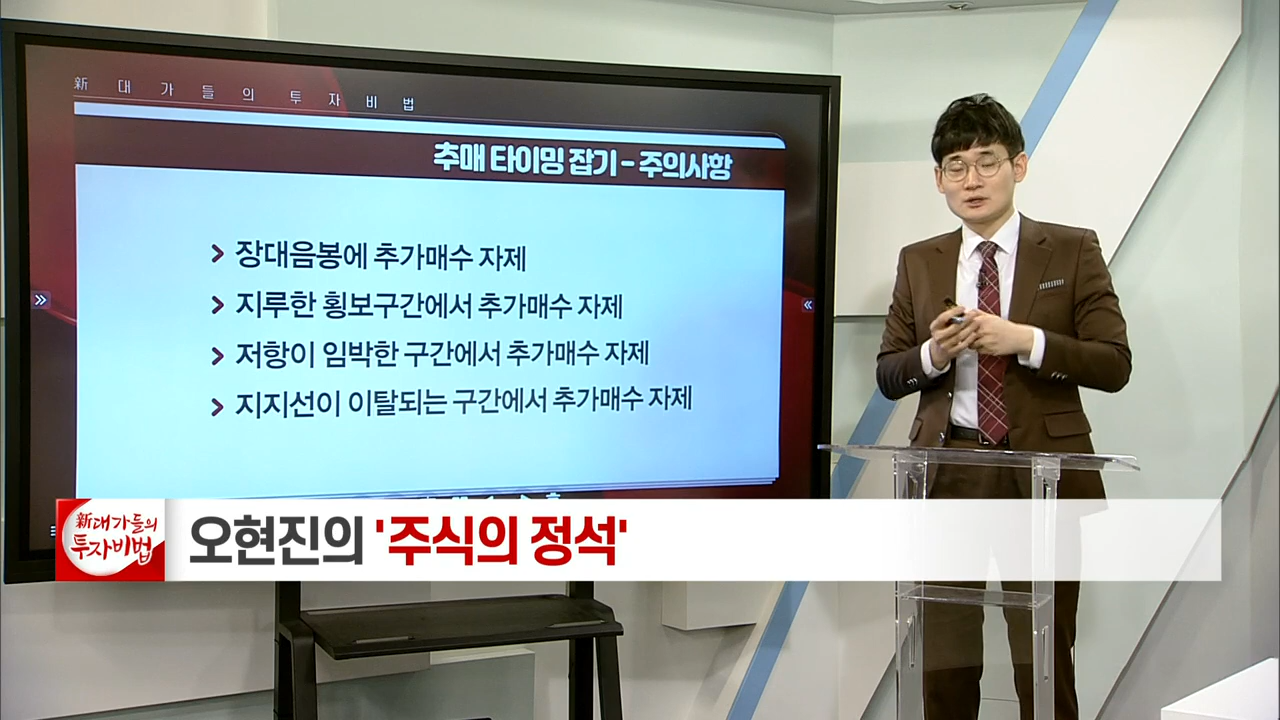 新 대 가 들 의 투 자 비 법
추매 타이밍 잡기 - 주의사항
장대음봉에 추가매수 자제
지루한 횡보구간에서 추가매수 자제
저항이 임박한 구간에서 추가매수 자제
지지선이 이탈되는 구간에서 추가매수 자제
新대가들의
투자비법
오현진의 '주식의 정석'